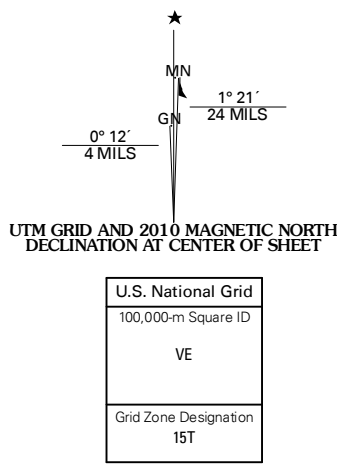 MN
1° 21´
24 MILS
GN
0° 12´
4 MILS
UTM GRID AND 2010 MAGNETIC NORTH
DECLINATION AT CENTER OF SHEET
U.S. National Grid
100,000-m Square ID
VE
Grid Zone Designation
15T